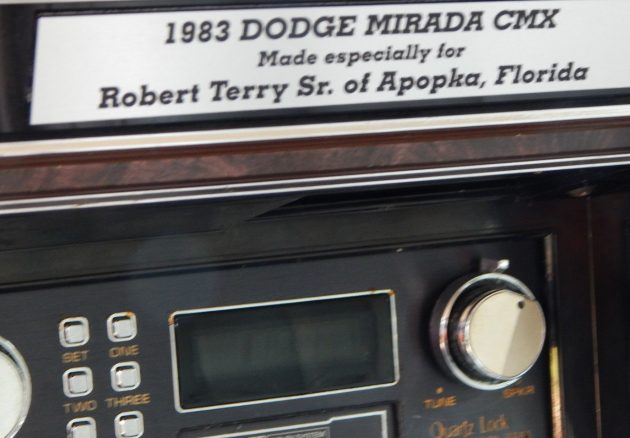 1983 DODGE MIRADA CMX
Made especially for
Robert Terry Sr. of Apopka, Florida
SET ONE
TWO THREE
TUNE SPKR
Quartz Lock
SYSTEM